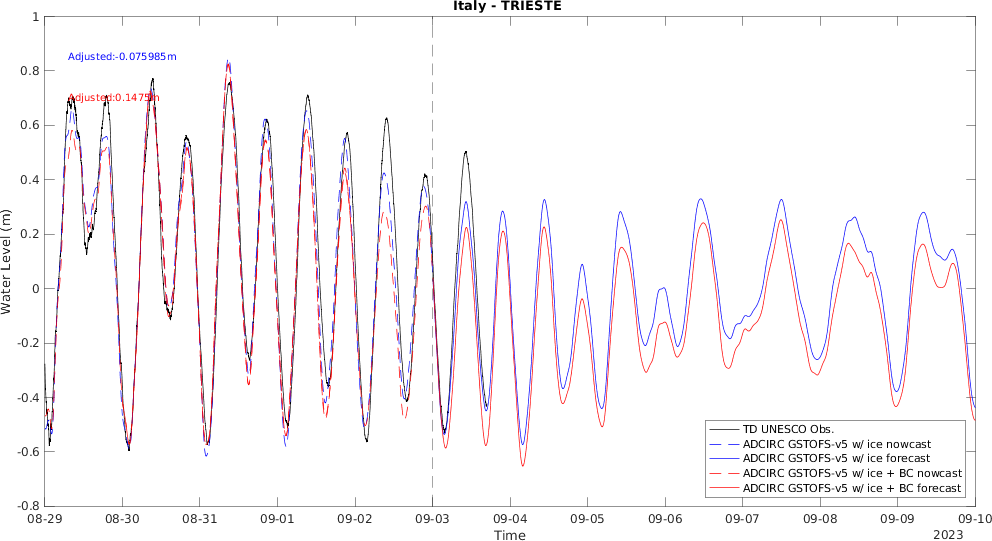 Italy - TRIESTE
Adjusted:-0.075985m
Adjusted:0.1475m
Water Level (m)
1
0.8
0.6
0.4
0.2
0
-0.2
-0.4
-0.6
-0.8
TD UNESCO Obs.
ADCIRC GSTOFS-v5 w/ ice nowcast
ADCIRC GSTOFS-v5 w/ ice forecast
ADCIRC GSTOFS-v5 w/ ice + BC nowcast
ADCIRC GSTOFS-v5 w/ ice + BC forecast
08-29 08-30 08-31 09-01 09-02 09-03 09-04 09-05 09-06 09-07 09-08 09-09 09-10
Time
2023